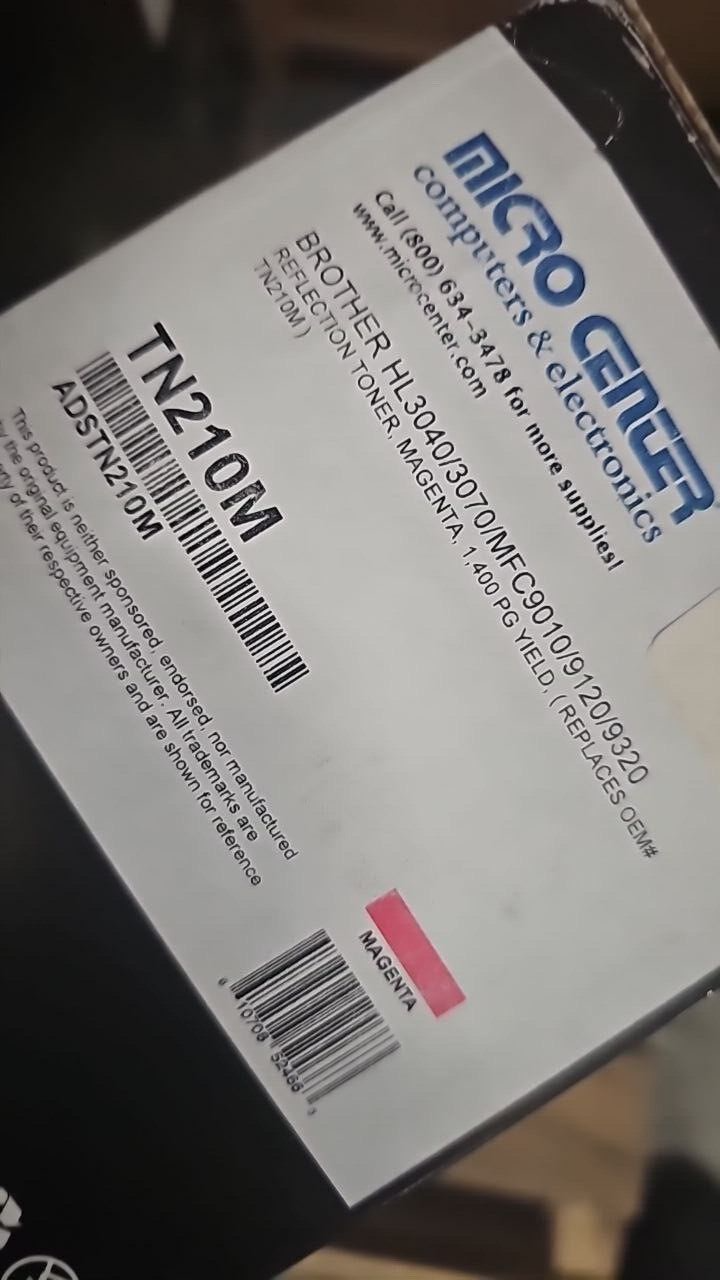 MICRO CENTER
computers & electronics
Call (800) 634-3478 for more supplies!
www.microcenter.com
BROTHER HL3040/3070/MFC9010/9120/9320
REFLECTION TONER, MAGENTA, 1,400 PG YIELD, ( REPLACES OEM#
TN210M )
TN210M
ADSTN210M
This product is neither sponsored, endorsed, nor manufactured
by the original equipment manufacturer. All trademarks are
of their respective owners and are shown for reference
MAGENTA
10708 52466